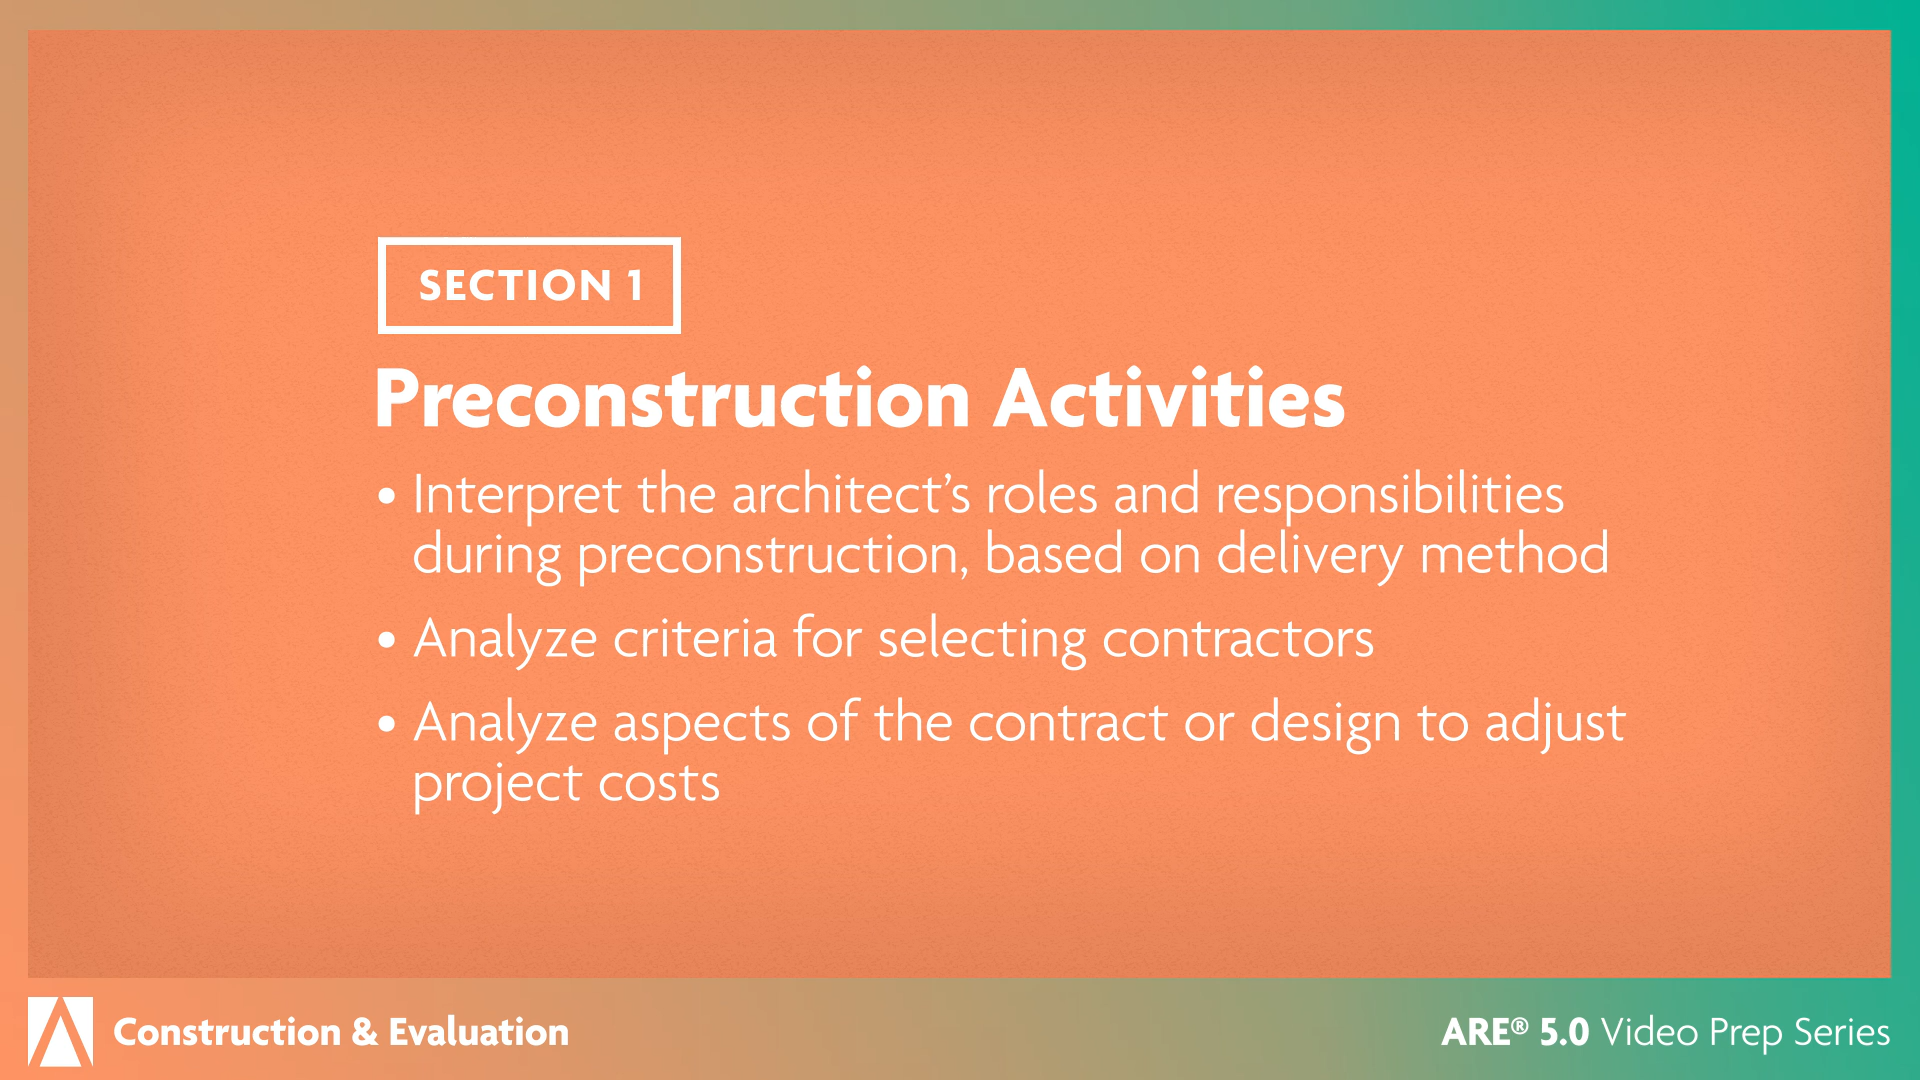 SECTION 1
Preconstruction Activities
• Interpret the architect’s roles and responsibilities
during preconstruction, based on delivery method
• Analyze criteria for selecting contractors
• Analyze aspects of the contract or design to adjust
project costs
Construction & Evaluation
ARE® 5.0 Video Prep Series